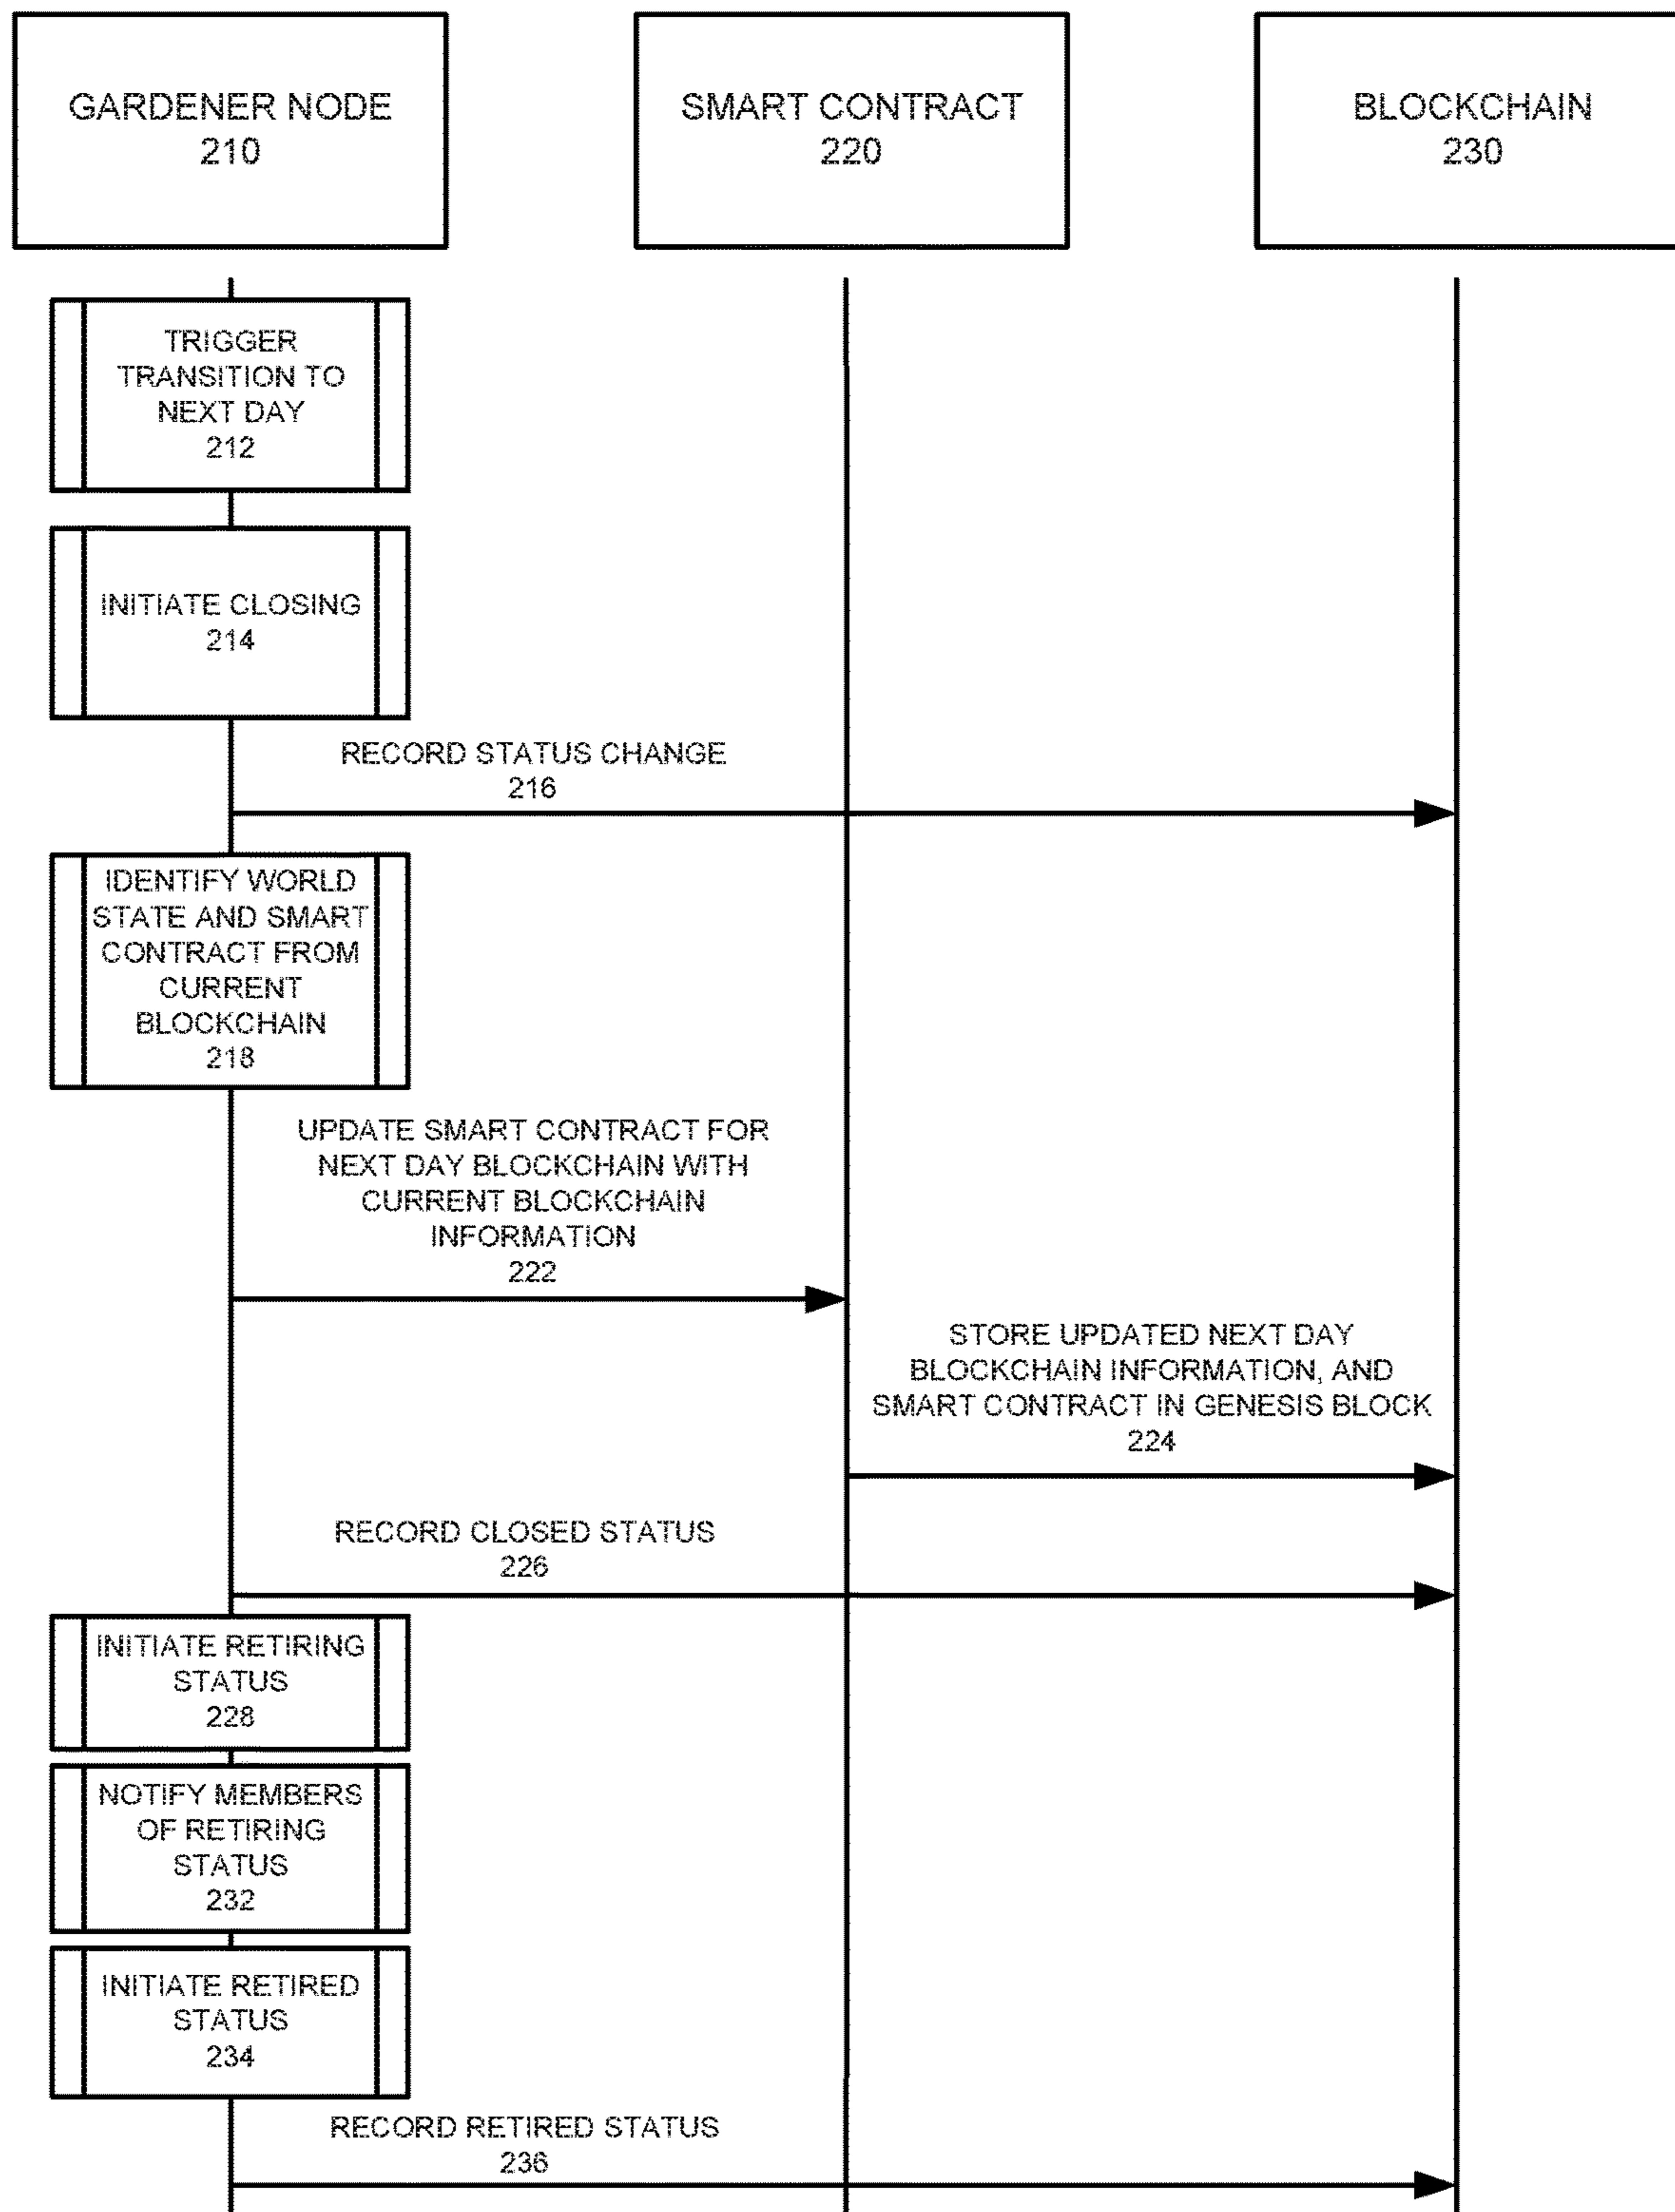 GARDENER NODE
210
SMART CONTRACT
220
BLOCKCHAIN
230
TRIGGER
TRANSITION TO
NEXT DAY
212
INITIATE CLOSING
214
RECORD STATUS CHANGE
216
IDENTIFY WORLD
STATE AND SMART
CONTRACT FROM
CURRENT
BLOCKCHAIN
218
UPDATE SMART CONTRACT FOR
NEXT DAY BLOCKCHAIN WITH
CURRENT BLOCKCHAIN
INFORMATION
222
STORE UPDATED NEXT DAY
BLOCKCHAIN INFORMATION, AND
SMART CONTRACT IN GENESIS BLOCK
224
RECORD CLOSED STATUS
226
INITIATE RETIRING
STATUS
228
NOTIFY MEMBERS
OF RETIRING
STATUS
232
INITIATE RETIRED
STATUS
234
RECORD RETIRED STATUS
236